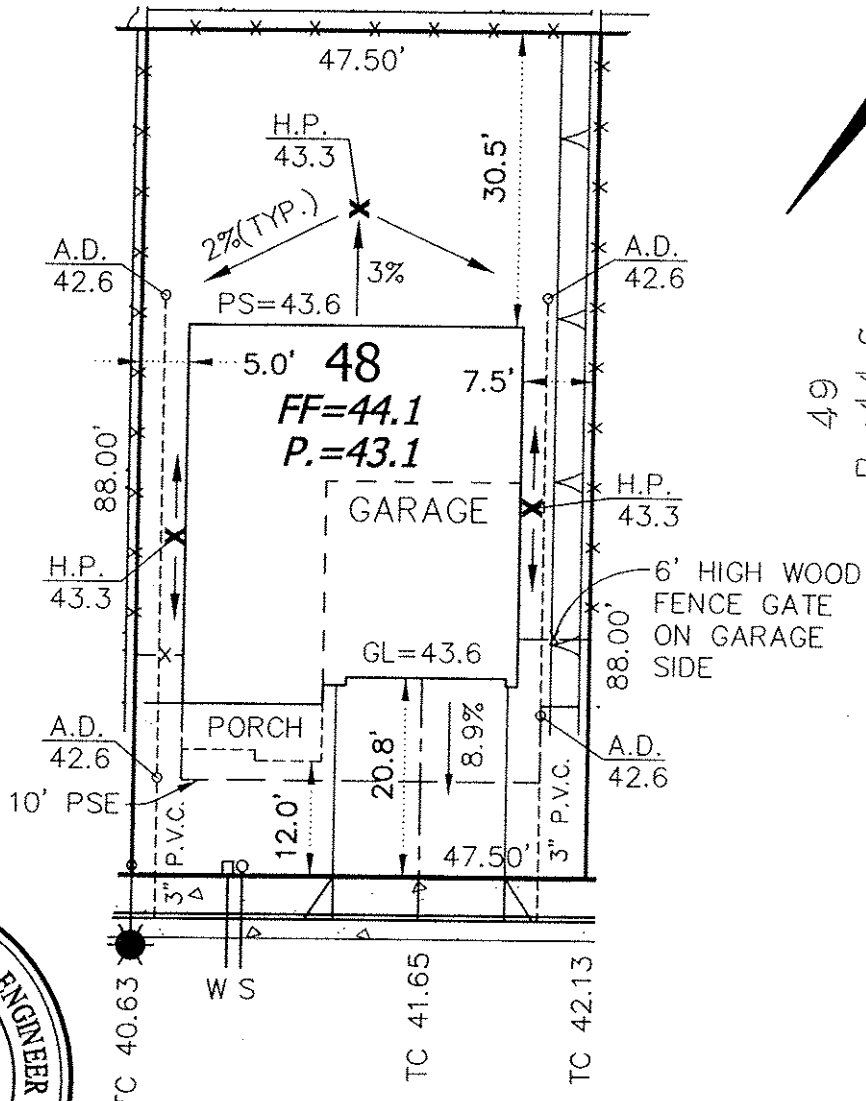 47.50'
H.P.
43.3
30.5'
2%(TYP.)
A.D.
42.6
A.D.
42.6
3%
PS=43.6
5.0'
48
7.5'
FF=44.1
P.=43.1
49
88.00'
GARAGE
H.P.
43.3
H.P.
43.3
6' HIGH WOOD
FENCE GATE
ON GARAGE
SIDE
GL=43.6
88.00'
PORCH
8.9%
A.D.
42.6
20.8'
A.D.
42.6
10' PSE
12.0'
3" P.V.C.
47.50'
3" P.V.C.
W S
TC 40.63
TC 41.65
TC 42.13
ENGINEER